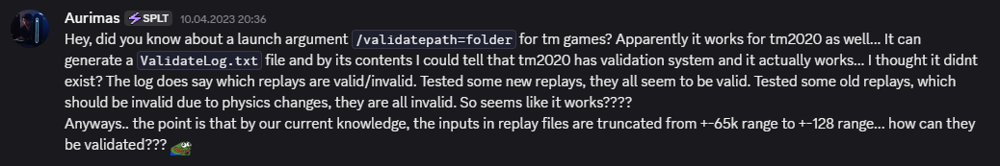 Aurimas SPLT 10.04.2023 20:36
Hey, did you know about a launch argument /validatepath=folder for tm games? Apparently it works for tm2020 as well... It can
generate a ValidateLog.txt file and by its contents I could tell that tm2020 has validation system and it actually works... I thought it didnt
exist? The log does say which replays are valid/invalid. Tested some new replays, they all seem to be valid. Tested some old replays, which
should be invalid due to physics changes, they are all invalid. So seems like it works????
Anyways.. the point is that by our current knowledge, the inputs in replay files are truncated from +-65k range to +-128 range... how can they
be validated???